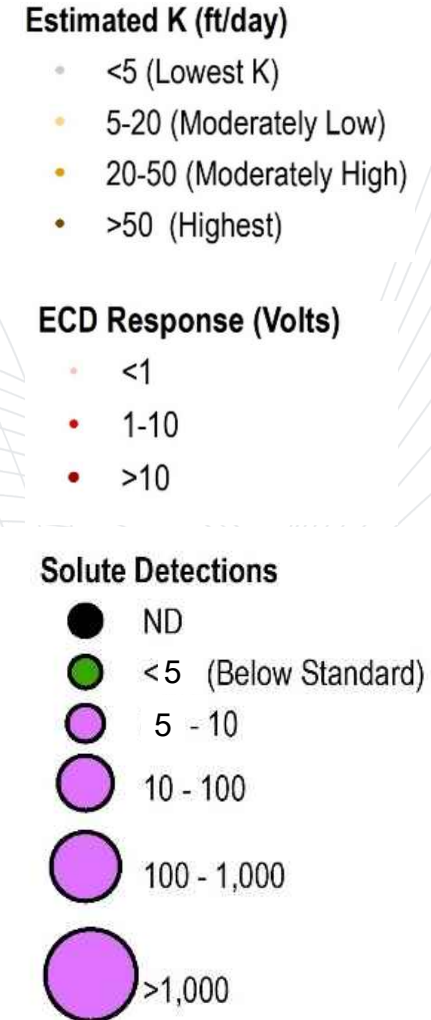 Estimated K (ft/day)
<5 (Lowest K)
5-20 (Moderately Low)
20-50 (Moderately High)
>50 (Highest)
ECD Response (Volts)
<1
1-10
>10
Solute Detections
ND
<5 (Below Standard)
5 - 10
10 - 100
100 - 1,000
>1,000